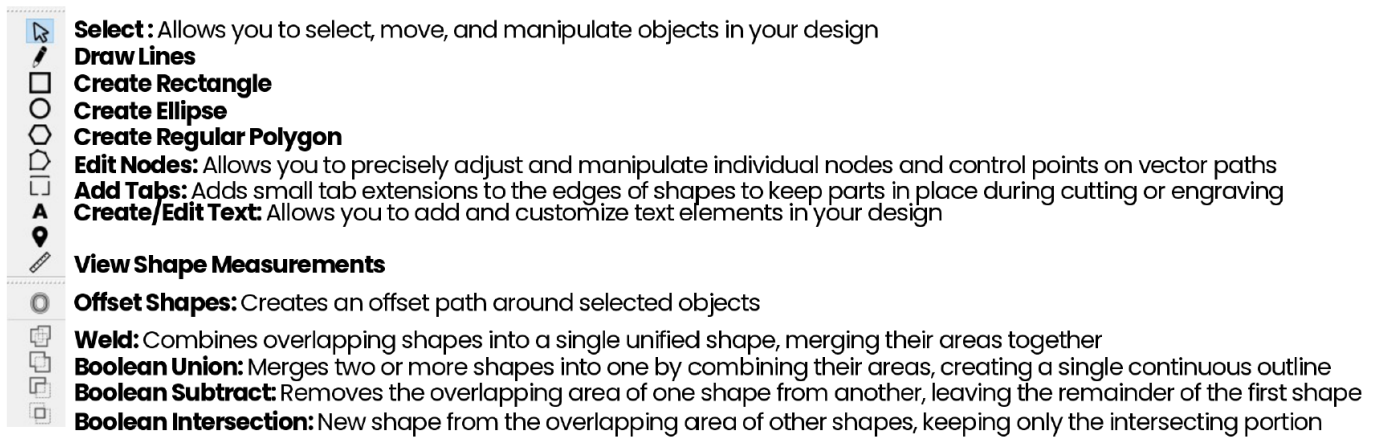 Select: Allows you to select, move, and manipulate objects in your design
Draw Lines
Create Rectangle
Create Ellipse
Create Regular Polygon
Edit Nodes: Allows you to precisely adjust and manipulate individual nodes and control points on vector paths
Add Tabs: Adds small tab extensions to the edges of shapes to keep parts in place during cutting or engraving
A Create/Edit Text: Allows you to add and customize text elements in your design
View Shape Measurements
Offset Shapes: Creates an offset path around selected objects
Weld: Combines overlapping shapes into a single unified shape, merging their areas together
Boolean Union: Merges two or more shapes into one by combining their areas, creating a single continuous outline
Boolean Subtract: Removes the overlapping area of one shape from another, leaving the remainder of the first shape
Boolean Intersection: New shape from the overlapping area of other shapes, keeping only the intersecting portion